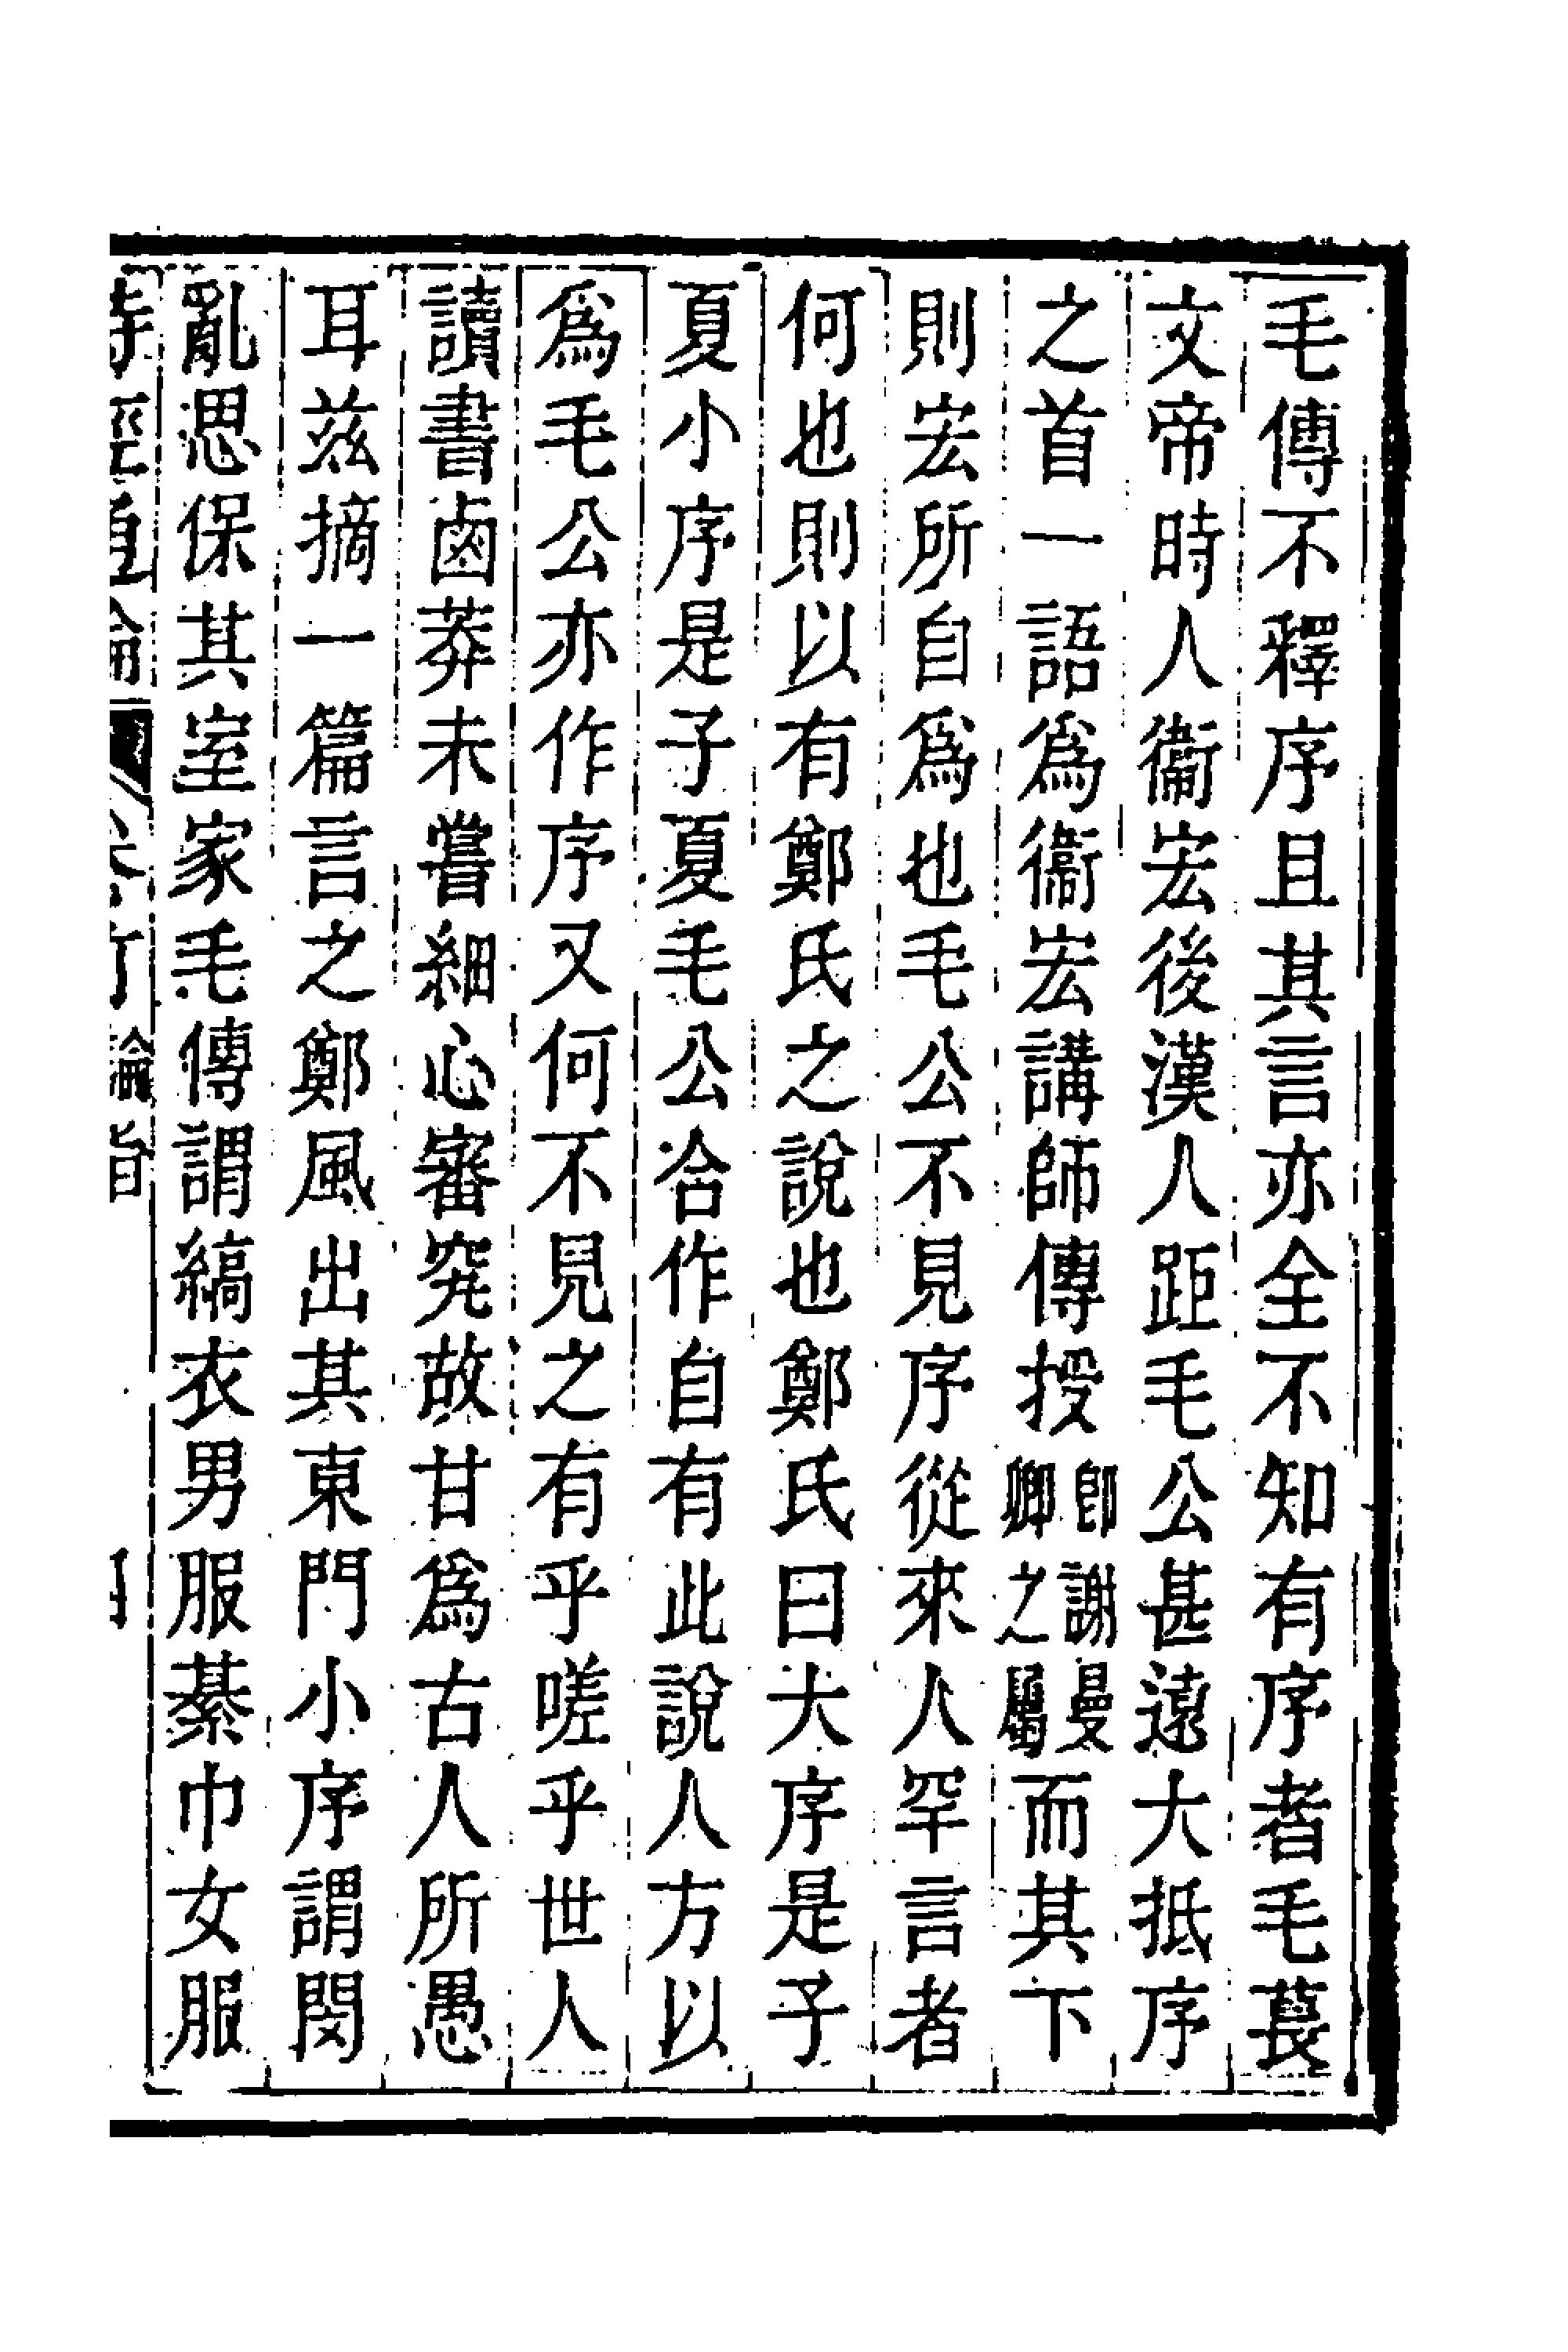 毛傳不釋序且其言亦全不知有序者毛萇
文帝時人衞宏後漢人距毛公甚遠大抵序
之首一語爲衞宏講師傳授卽謝曼卿之屬而其下
則宏所自爲也毛公不見序從來人罕言者
何也則以有鄭氏之說也鄭氏曰大序是子
夏小序是子夏毛公合作自有此說人方以
爲毛公亦作序又何不見之有乎嗟乎世人
讀書鹵莽未嘗細心審究故甘爲古人所愚
耳茲摘一篇言之鄭風出其東門小序謂閔
亂思保其室家毛傳謂縞衣男服綦巾女服
論旨